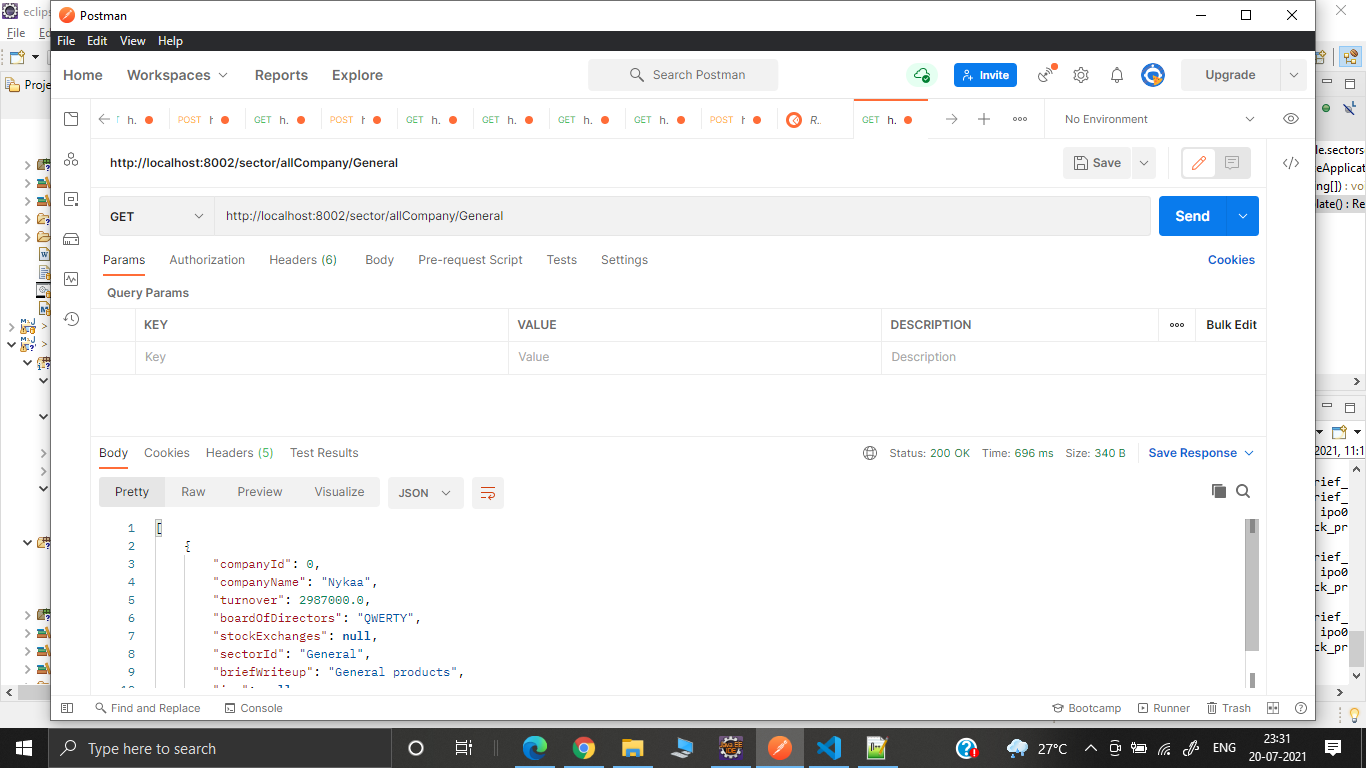 eclips
Postman
File Edit View Help
File Ed
Home Workspaces Reports Explore
Search Postman
Invite
Upgrade
Proje
h. POST GET h. POST GET h. GET h. GET h. GET h. POST R. GET h.
No Environment
http://localhost:8002/sector/allCompany/General
Save
GET
http://localhost:8002/sector/allCompany/General
Send
Params Authorization Headers (6) Body Pre-request Script Tests Settings
Cookies
Query Params
KEY VALUE DESCRIPTION
Bulk Edit
Key Value Description
le.sectors
eApplicat
ng[]) : vo
late() : Re
Body Cookies Headers (5) Test Results
Status: 200 OK Time: 696 ms Size: 340 B Save Response
Pretty Raw Preview Visualize JSON
1 [
2 {
3 "companyId": 0,
4 "companyName": "Nykaa",
5 "turnover": 2987000.0,
6 "boardOfDirectors": "QWERTY",
7 "stockExchanges": null,
8 "sectorId": "General",
9 "briefWriteup": "General products",
2021, 11:1
rief_
rief_
ipo0
ck_pr
rief_
ipo0
ck_pr
rief_
ipo0
ck_pr
Find and Replace Console
Bootcamp Runner Trash
Type here to search
27°C
ENG
23:31
20-07-2021